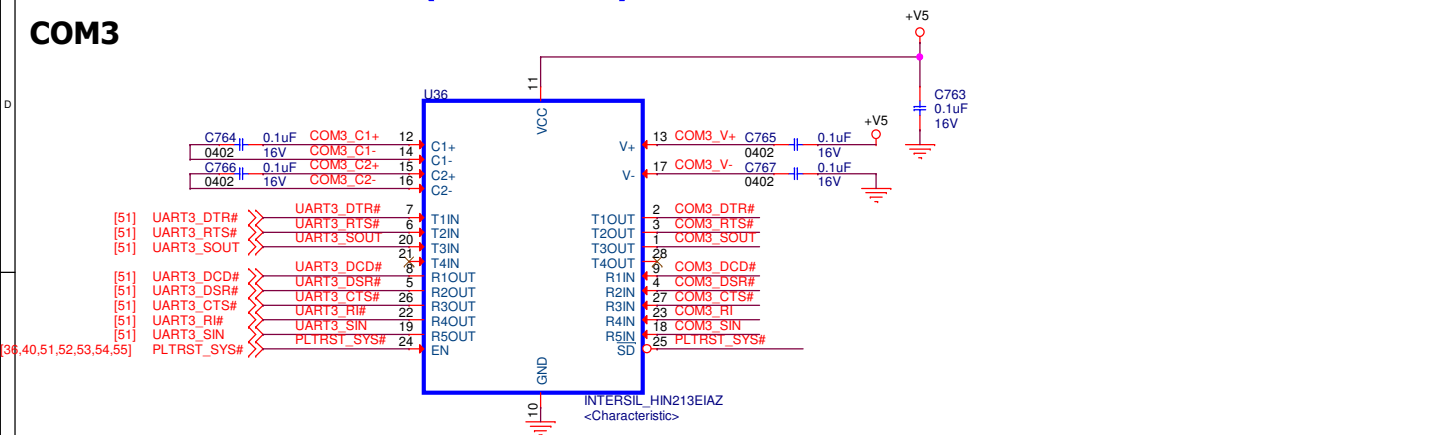 COM3
+V5
D
11
U36
C763
0.1uF
16V
VCC
+V5
C764 0.1uF COM3_C1+ 12 C1+
V+ 13 COM3_V+ C765 0.1uF
0402 16V COM3_C1- 14 C1-
0402 16V
C766 0.1uF COM3_C2+ 15 C2+
V- 17 COM3_V- C767 0.1uF
0402 16V COM3_C2- 16 C2-
0402 16V
[51] UART3_DTR# UART3_DTR# 7 T1IN
T1OUT 2 COM3_DTR#
[51] UART3_RTS# UART3_RTS# 6 T2IN
T2OUT 3 COM3_RTS#
[51] UART3_SOUT UART3_SOUT 20 T3IN
T3OUT 1 COM3_SOUT
21 T4IN
T4OUT 28
[51] UART3_DCD# UART3_DCD# 8 R1OUT
R1IN 9 COM3_DCD#
[51] UART3_DSR# UART3_DSR# 5 R2OUT
R2IN 4 COM3_DSR#
[51] UART3_CTS# UART3_CTS# 26 R3OUT
R3IN 27 COM3_CTS#
[51] UART3_RI# UART3_RI# 22 R4OUT
R4IN 23 COM3_RI
[51] UART3_SIN UART3_SIN 19 R5OUT
R5IN 18 COM3_SIN
[36,40,51,52,53,54,55] PLTRST_SYS# PLTRST_SYS# 24 EN
SD 25 PLTRST_SYS#
GND
10
INTERSIL_HIN213EIAZ
<Characteristic>